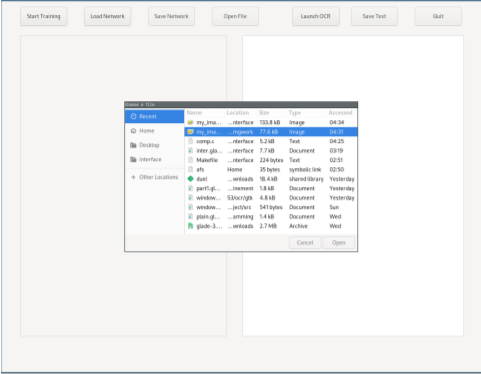 Start Training Load Network Save Network Open File Launch OCR Save Text Quit
Choose a file
Recent
Home
Desktop
interface
+ Other Locations
Name Location Size Type Accessed
my_ima... ...nterface 133.8 kB Image 04:34
my_ima... ...mgwork 77.6 kB Image 04:31
comp.c ...nterface 5.2 kB Text 04:25
inter.gla... ...nterface 7.7 kB Document 03:19
Makefile ...nterface 224 bytes Text 02:51
afs Home 35 bytes symbolic link 02:50
duel ...wnloads 18.4 kB shared library Yesterday
part1.gl... ...inement 1.8 kB Document Yesterday
window... S3/ocr/gtk 4.8 kB Document Yesterday
window... ...ject/src 541 bytes Document Sun
plain.gl... ...amming 1.4 kB Document Wed
glade-3.... ...wnloads 2.7 MB Archive Wed
Cancel Open